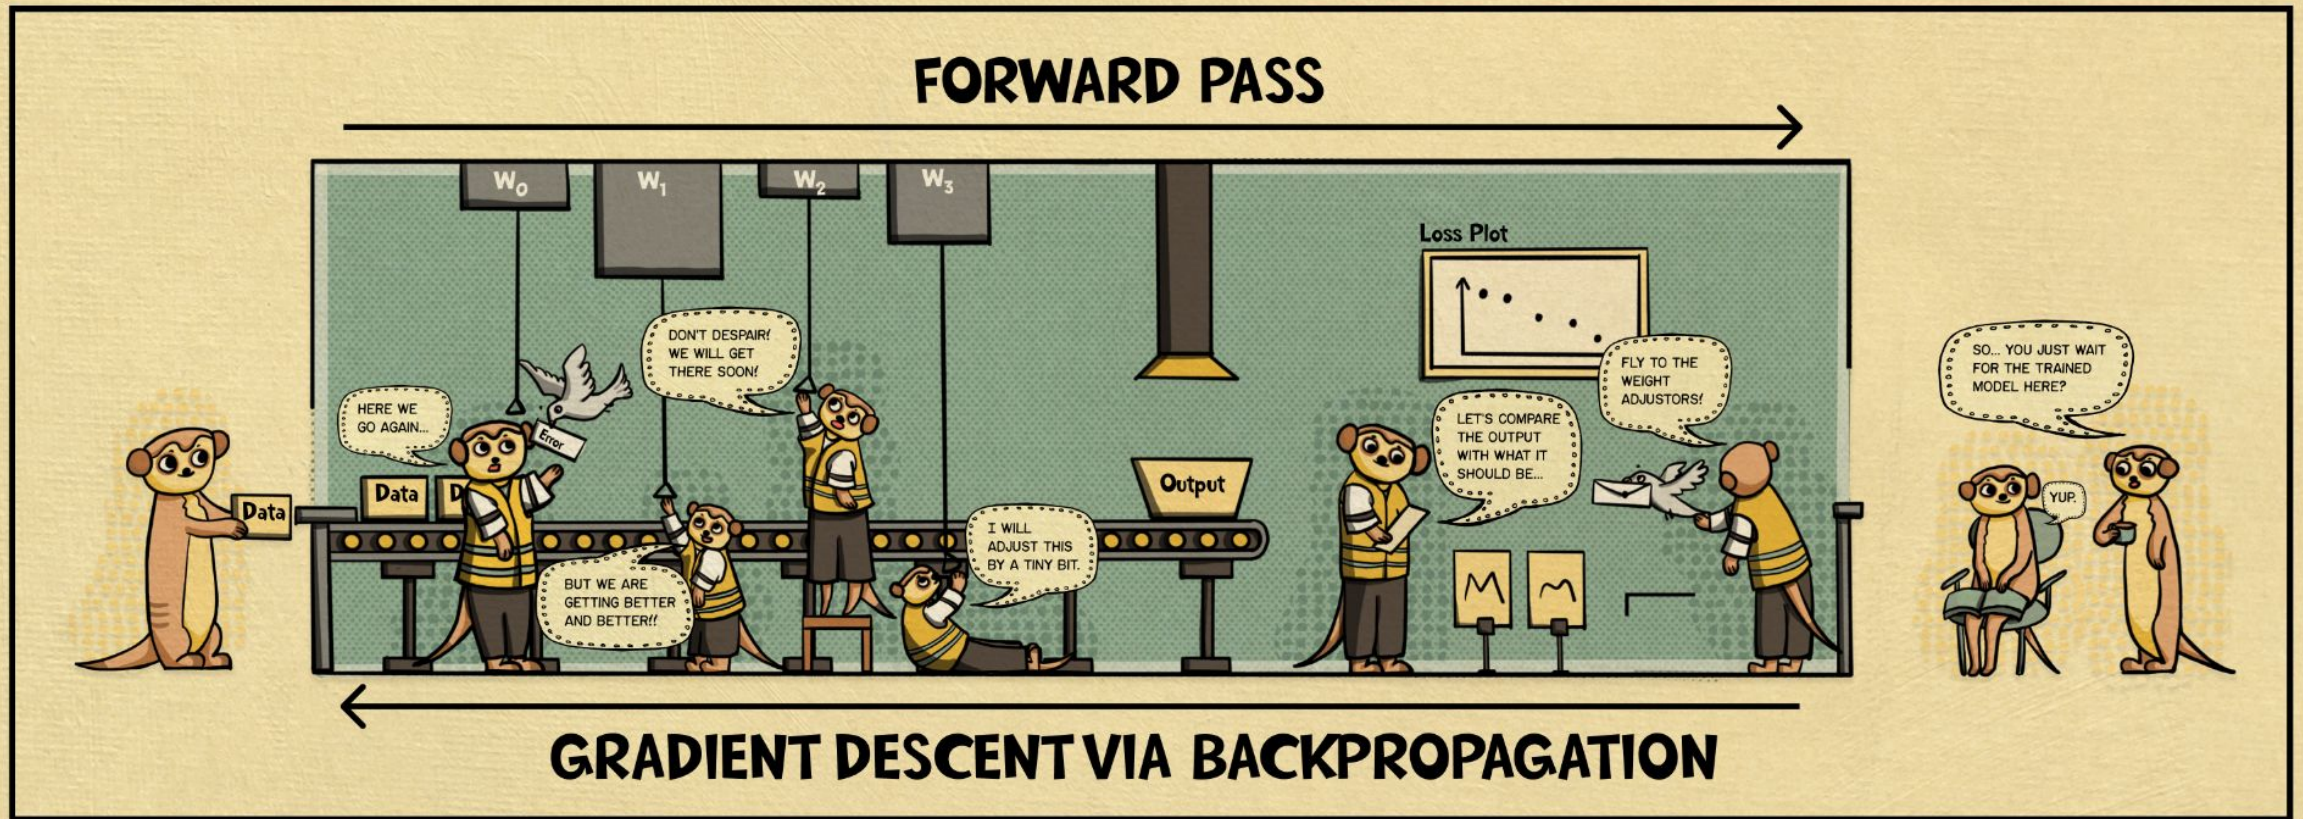 FORWARD PASS
W0
W1
W2
W3
Loss Plot
DON'T DESPAIR!
WE WILL GET
THERE SOON!
HERE WE
GO AGAIN...
Error
FLY TO THE
WEIGHT
ADJUSTORS!
LET'S COMPARE
THE OUTPUT
WITH WHAT IT
SHOULD BE...
SO... YOU JUST WAIT
FOR THE TRAINED
MODEL HERE?
YUP.
Data
Data
D
Output
I WILL
ADJUST THIS
BY A TINY BIT.
BUT WE ARE
GETTING BETTER
AND BETTER!!
GRADIENT DESCENT VIA BACKPROPAGATION